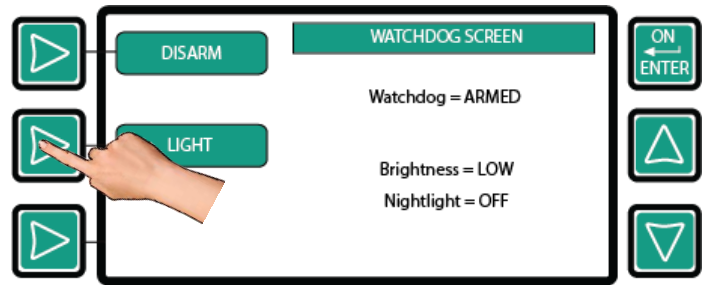 DISARM
WATCHDOG SCREEN
ON
ENTER
Watchdog = ARMED
LIGHT
Brightness = LOW
Nightlight = OFF